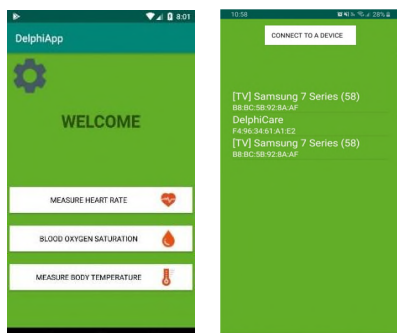 8:01
DelphiApp
WELCOME
MEASURE HEART RATE
BLOOD OXYGEN SATURATION
MEASURE BODY TEMPERATURE
10:58
28%
CONNECT TO A DEVICE
[TV] Samsung 7 Series (58)
B8:BC:5B:92:8A:AF
DelphiCare
F4:96:34:61:A1:E2
[TV] Samsung 7 Series (58)
B8:BC:5B:92:8A:AF